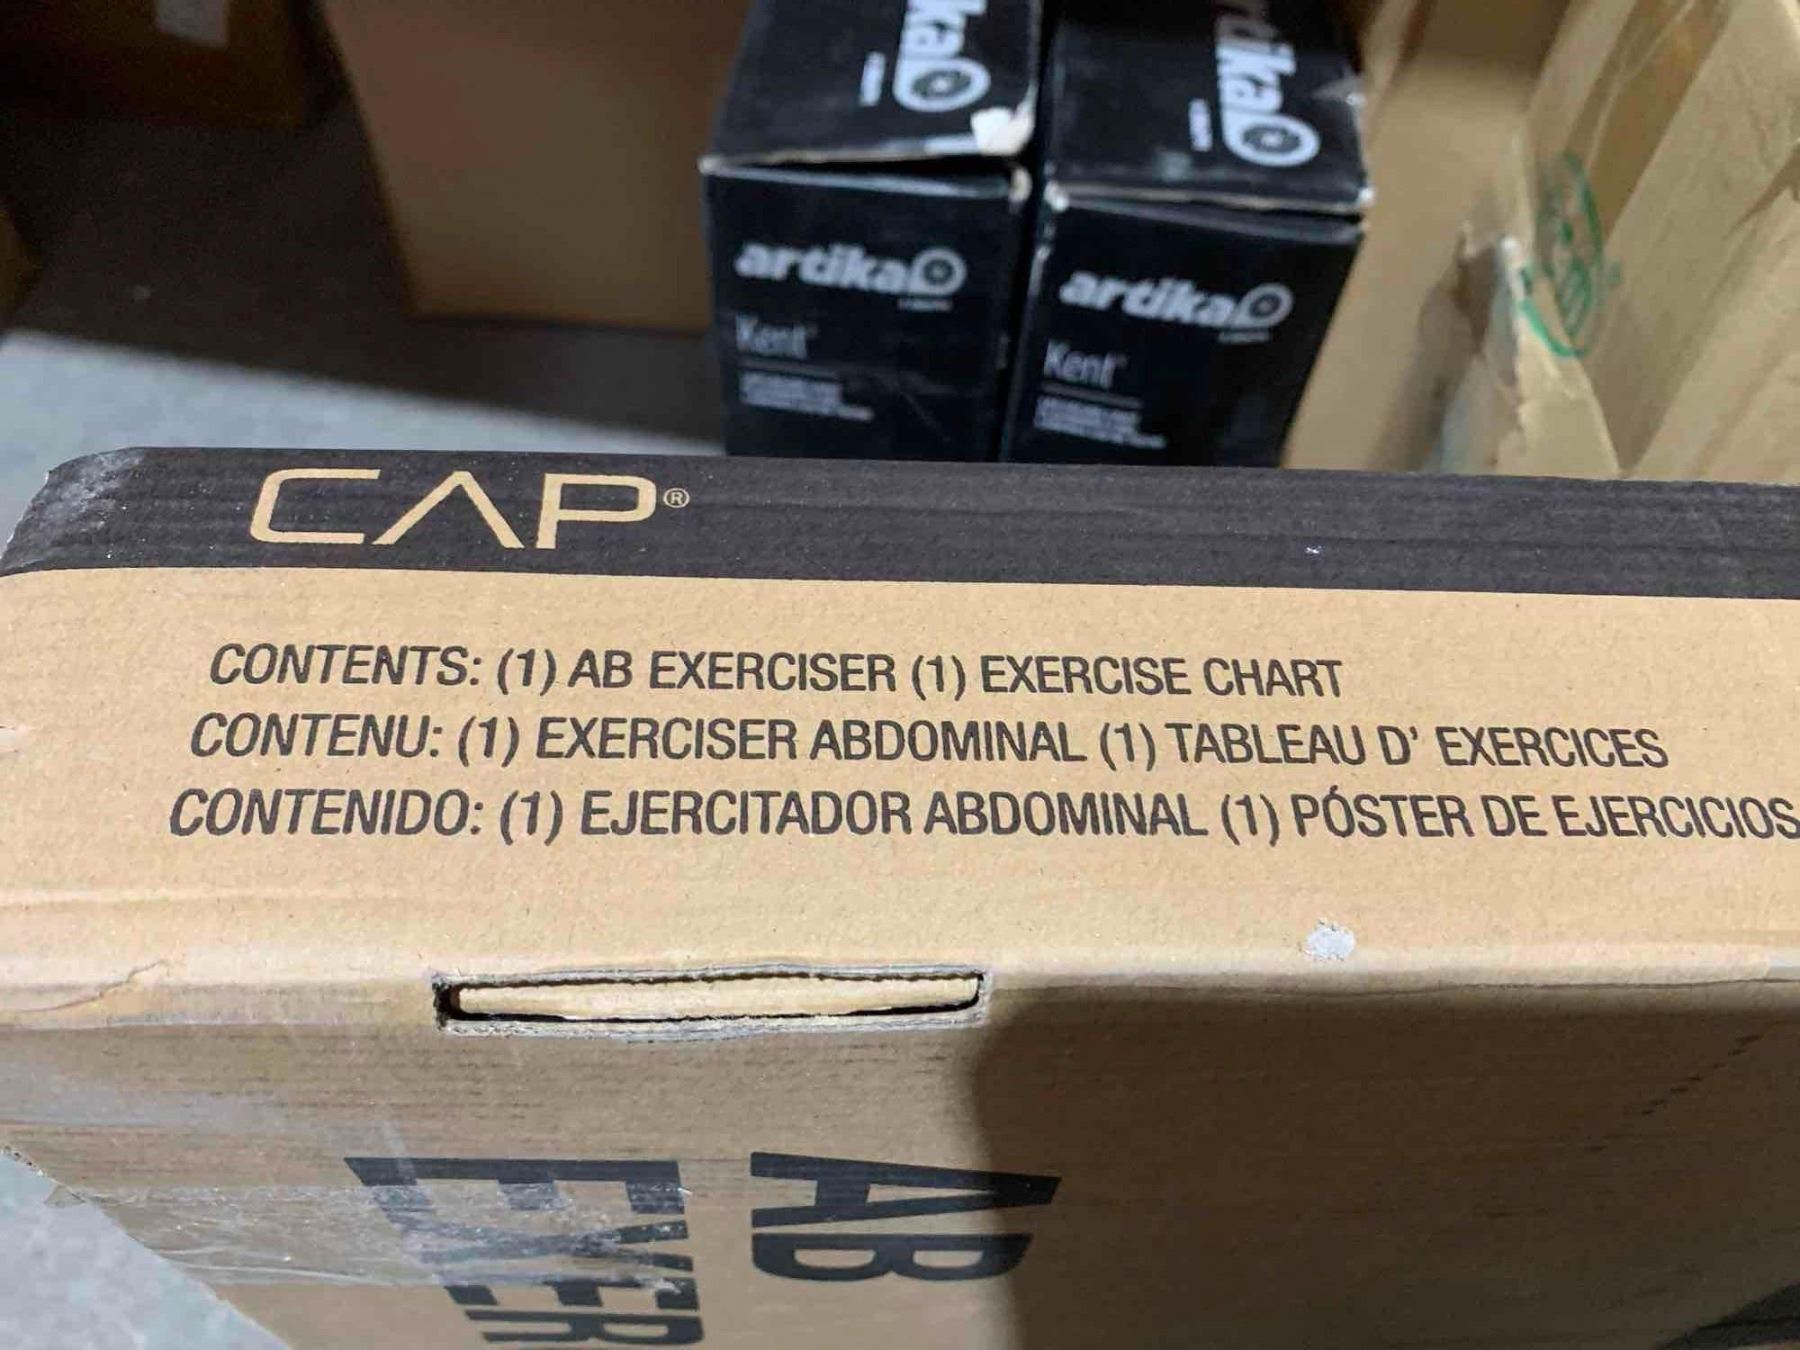 artika
Kent
artika
Kent
CAP®
CONTENTS: (1) AB EXERCISER (1) EXERCISE CHART
CONTENU: (1) EXERCISER ABDOMINAL (1) TABLEAU D' EXERCICES
CONTENIDO: (1) EJERCITADOR ABDOMINAL (1) PÓSTER DE EJERCICIOS
AB
EXER